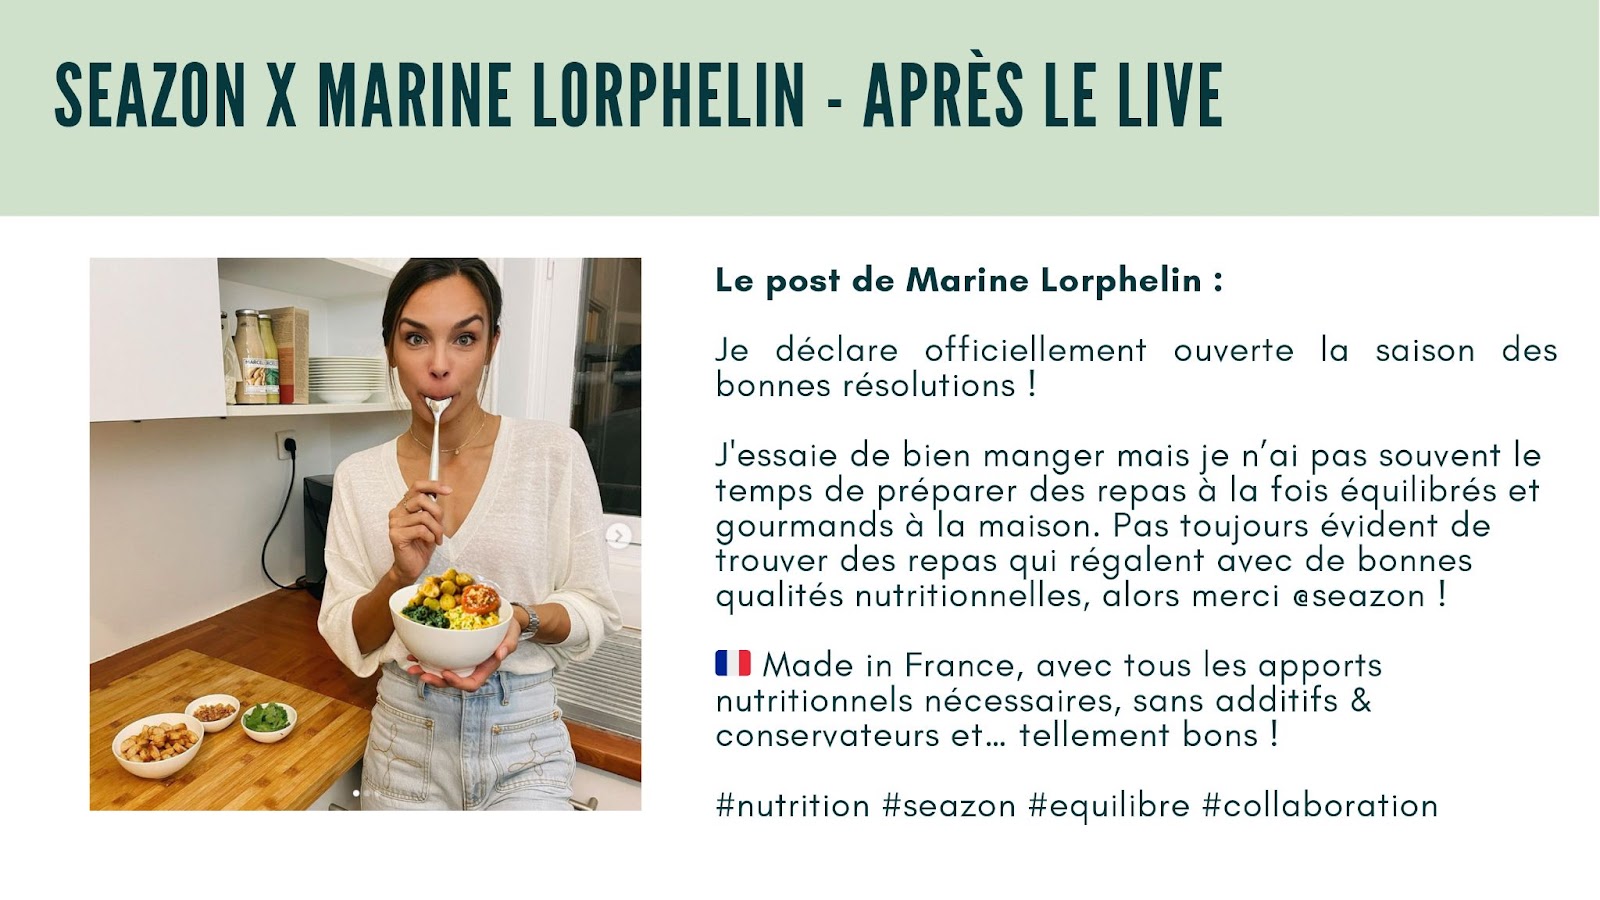 SEAZON X MARINE LORPHELIN - APRÈS LE LIVE
Le post de Marine Lorphelin :
Je déclare officiellement ouverte la saison des
bonnes résolutions !
J'essaie de bien manger mais je n’ai pas souvent le
temps de préparer des repas à la fois équilibrés et
gourmands à la maison. Pas toujours évident de
trouver des repas qui régalent avec de bonnes
qualités nutritionnelles, alors merci @seazon !
🇫🇷 Made in France, avec tous les apports
nutritionnels nécessaires, sans additifs &
conservateurs et… tellement bons !
#nutrition #seazon #equilibre #collaboration